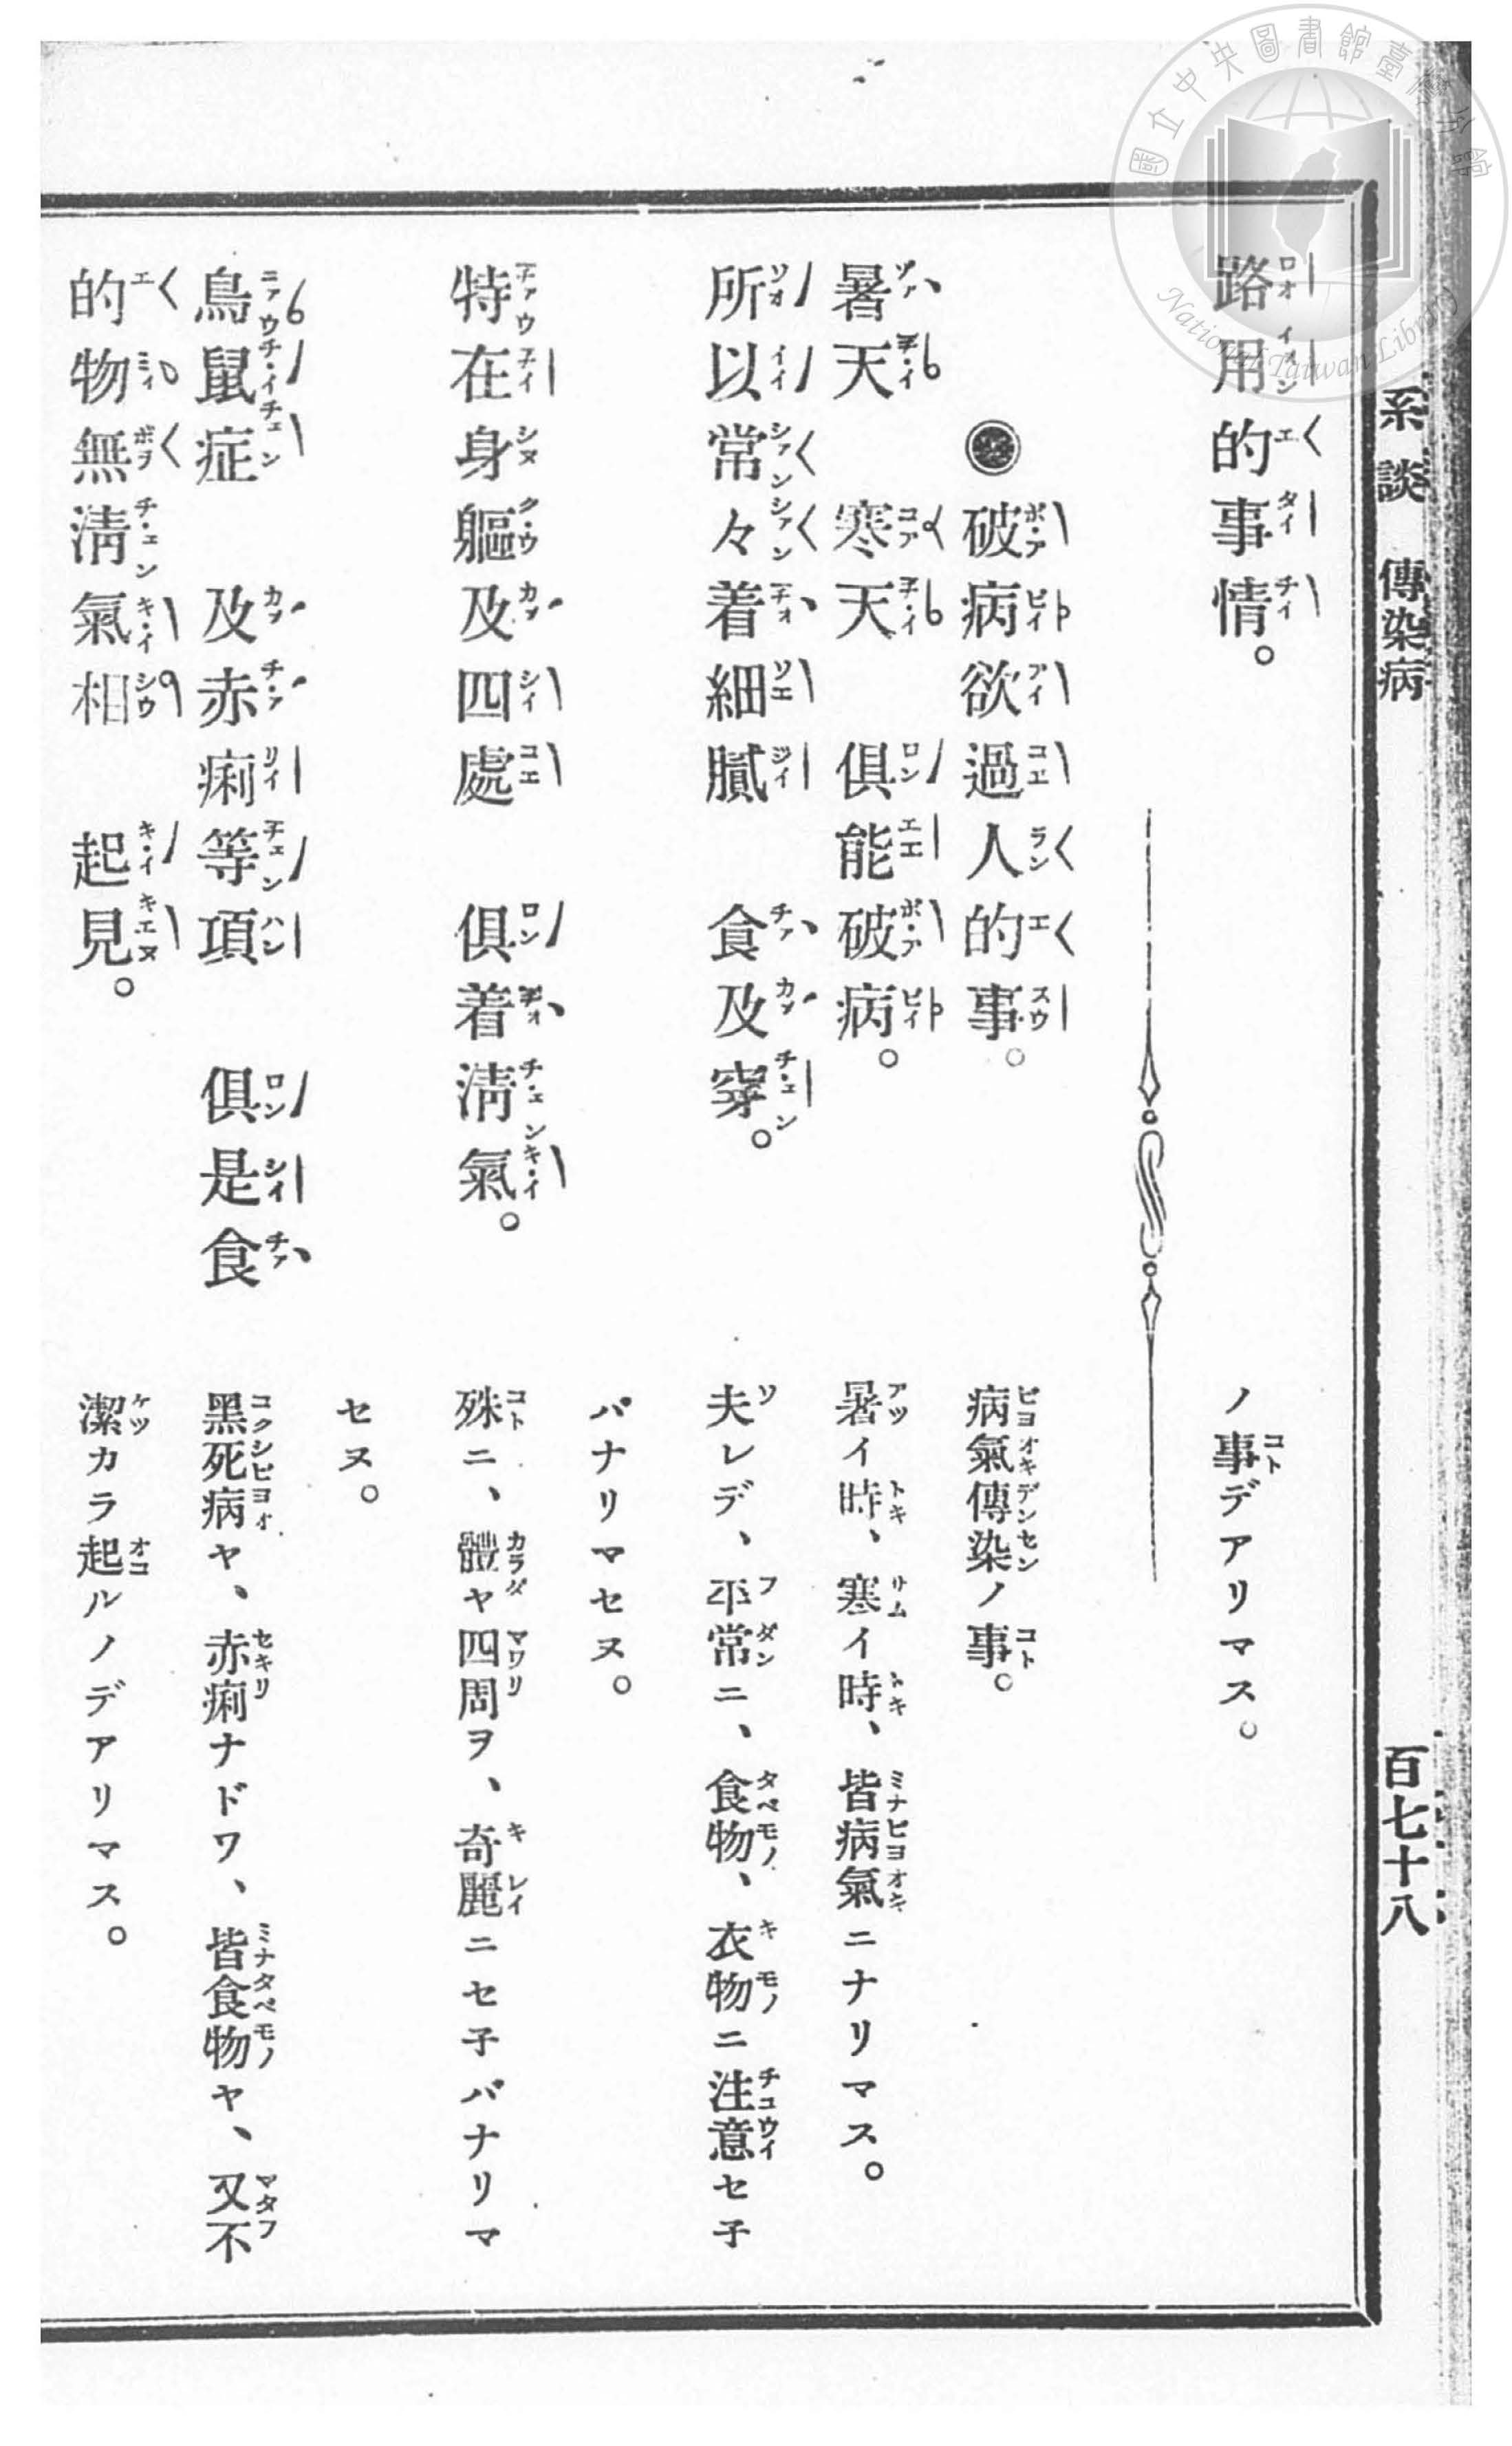 系談 傳染病
百七十八
路用的事情。
ノ事デアリマス。
●破病欲過人的事。
病氣傳染ノ事。
暑天 寒天 俱能破病。
暑イ時、寒イ時、皆病氣ニナリマス。
所以常々着細膩 食及穿。
夫レデ、平常ニ、食物、衣物ニ注意セ子
バナリマセヌ。
特在身軀及四處 俱着淸氣。
殊ニ、體ヤ四周ヲ、奇麗ニセ子バナリマ
セヌ。
鳥鼠症 及赤痢等項 俱是食
黑死病ヤ、赤痢ナドワ、皆食物ヤ、又不
的物無淸氣相 起見。
潔カラ起ルノデアリマス。
國立中央圖書館臺灣分館
National Taiwan Library